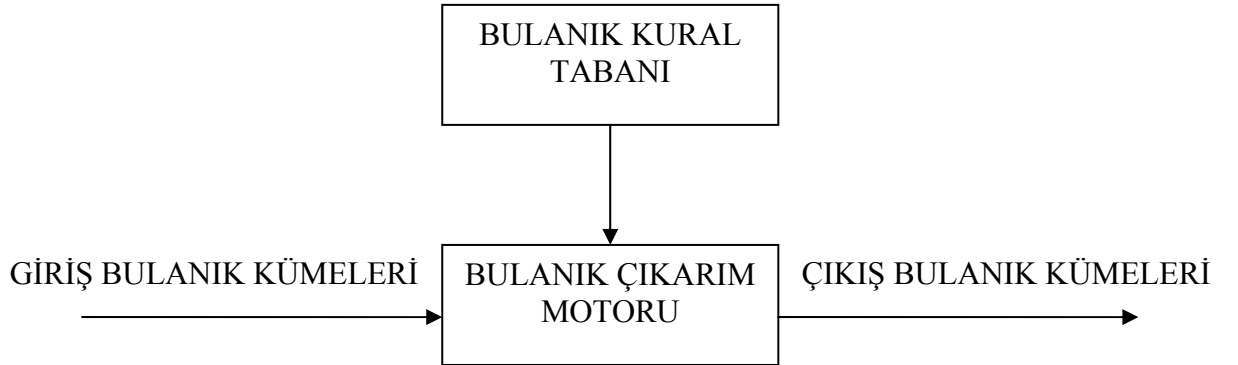 BULANIK KURAL
TABANI
GİRİŞ BULANIK KÜMELERİ
BULANIK ÇIKARIM
MOTORU
ÇIKIŞ BULANIK KÜMELERİ